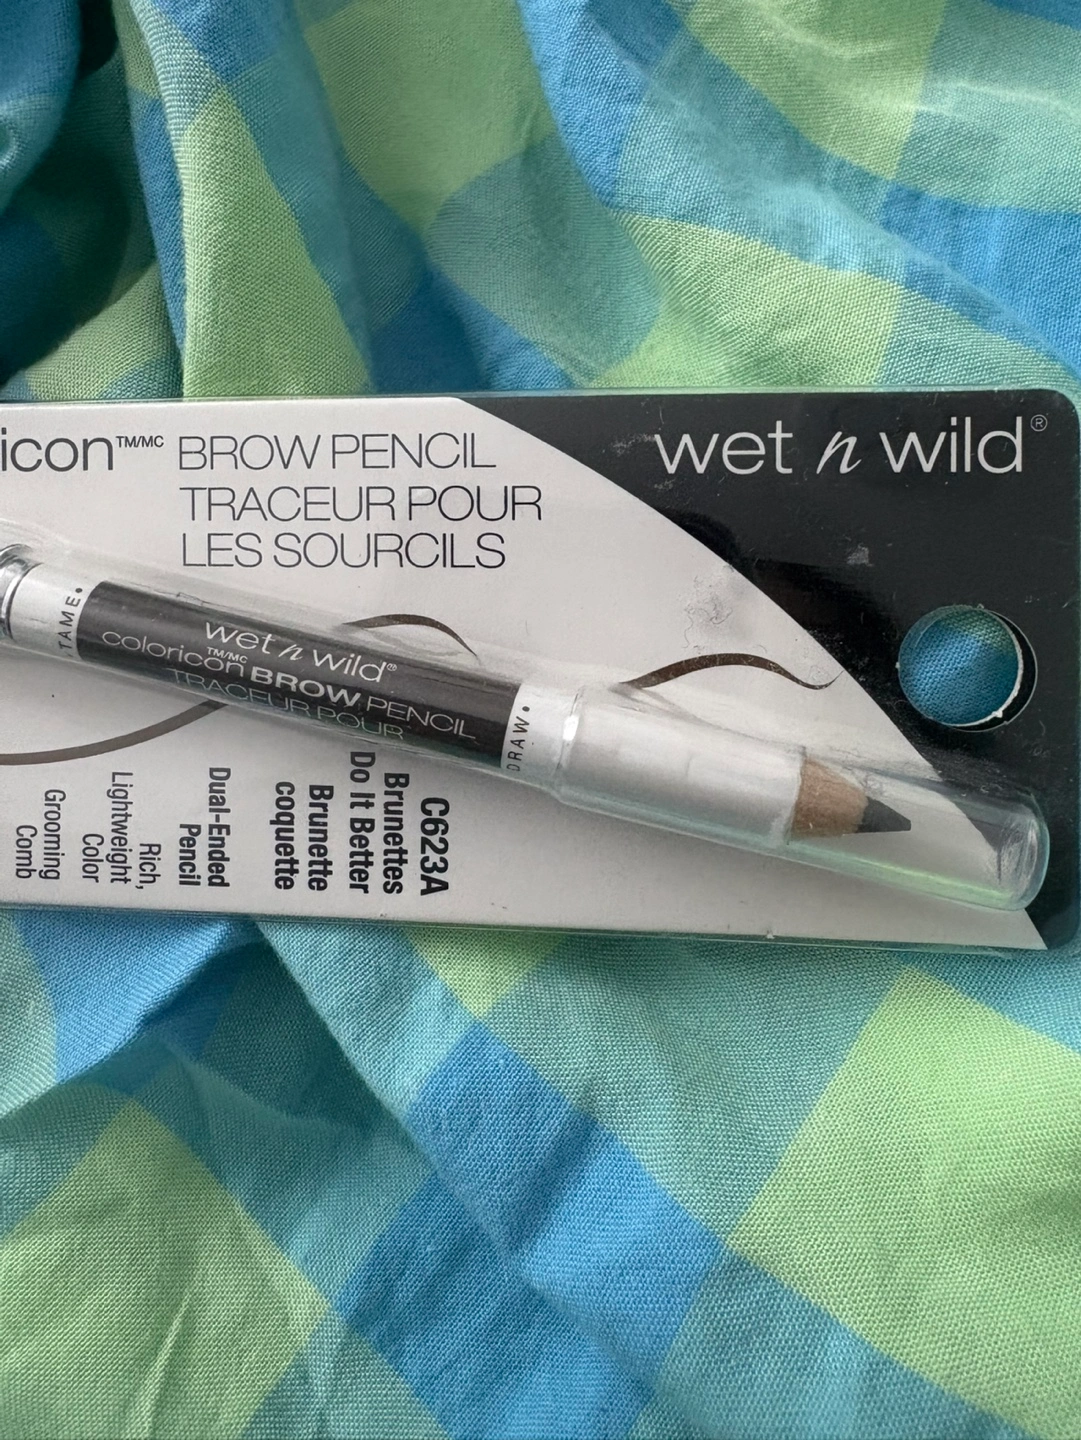 icon™/MC BROW PENCIL
TRACEUR POUR
LES SOURCILS
wet n wild®
TAME.
wet n wild®
coloricon™/MC BROW PENCIL
TRACEUR POUR
DRAW.
C623A
Brunettes
Do It Better
Brunette
coquette
Dual-Ended
Pencil
Rich,
Lightweight
Color
Grooming
Comb